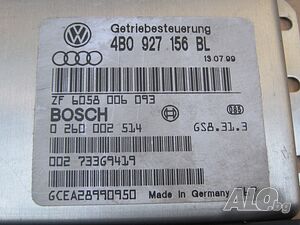 Getriebesteuerung
4B0 927 156 BL
13.07.99
ZF 6058 006 093
BOSCH
0 260 002 514 GS8.31.3
002 73369419
GCEA28990950 Made in Germany
ALO.bg